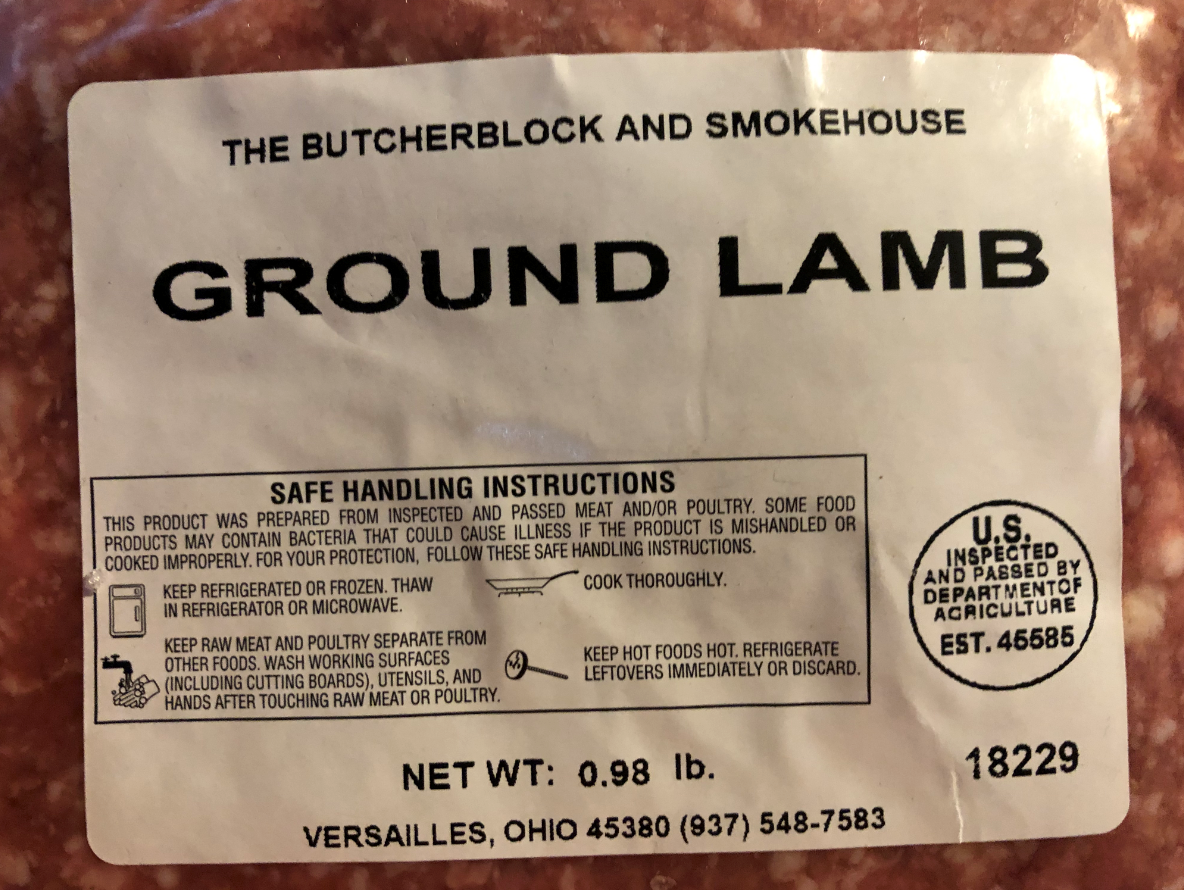 THE BUTCHERBLOCK AND SMOKEHOUSE
GROUND LAMB
SAFE HANDLING INSTRUCTIONS
THIS PRODUCT WAS PREPARED FROM INSPECTED AND PASSED MEAT AND/OR POULTRY. SOME FOOD
PRODUCTS MAY CONTAIN BACTERIA THAT COULD CAUSE ILLNESS IF THE PRODUCT IS MISHANDLED OR
COOKED IMPROPERLY. FOR YOUR PROTECTION, FOLLOW THESE SAFE HANDLING INSTRUCTIONS.
KEEP REFRIGERATED OR FROZEN. THAW
IN REFRIGERATOR OR MICROWAVE.
COOK THOROUGHLY.
KEEP RAW MEAT AND POULTRY SEPARATE FROM
OTHER FOODS. WASH WORKING SURFACES
(INCLUDING CUTTING BOARDS), UTENSILS, AND
HANDS AFTER TOUCHING RAW MEAT OR POULTRY.
KEEP HOT FOODS HOT. REFRIGERATE
LEFTOVERS IMMEDIATELY OR DISCARD.
U.S.
INSPECTED
AND PASSED BY
DEPARTMENT OF
AGRICULTURE
EST. 45585
NET WT: 0.98 lb.
18229
VERSAILLES, OHIO 45380 (937) 548-7583